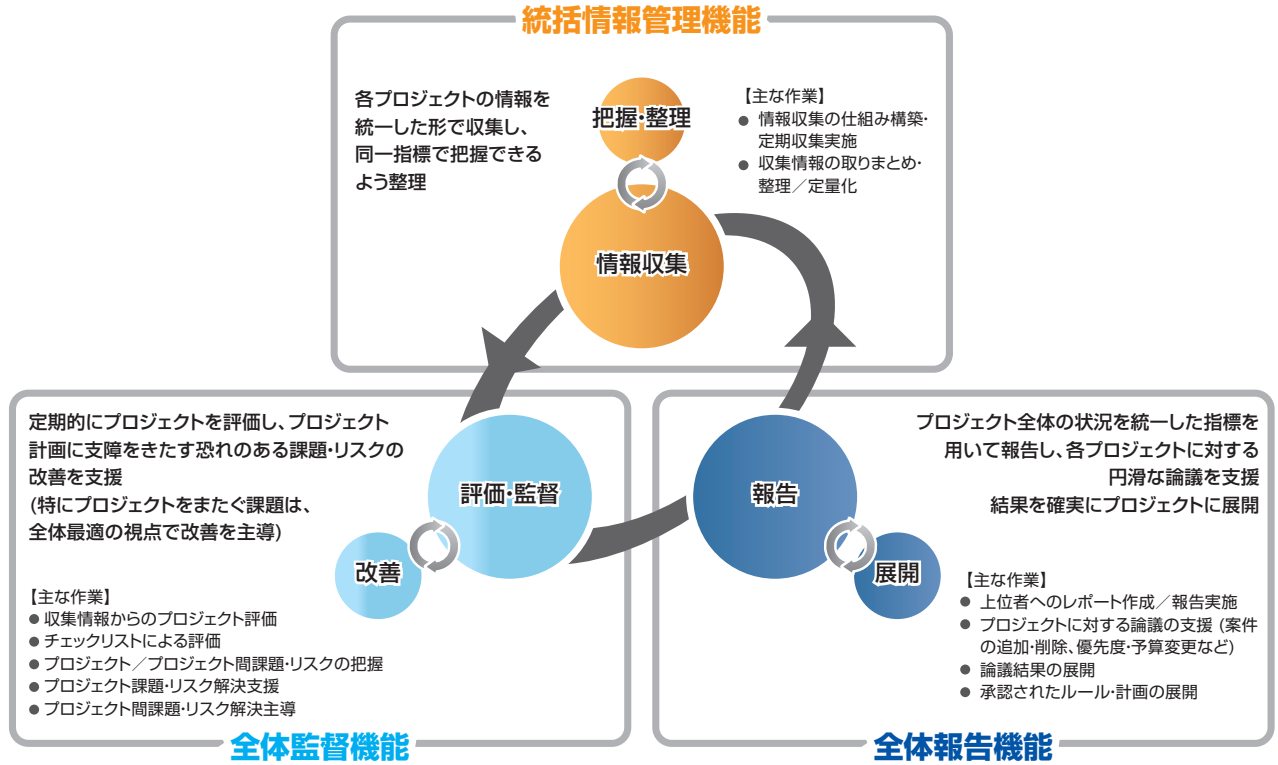 統括情報管理機能
各プロジェクトの情報を
統一した形で収集し、
同一指標で把握できる
よう整理
把握・整理
情報収集
【主な作業】
● 情報収集の仕組み構築・
定期収集実施
● 収集情報の取りまとめ・
整理／定量化
定期的にプロジェクトを評価し、プロジェクト
計画に支障をきたす恐れのある課題・リスクの
改善を支援
(特にプロジェクトをまたぐ課題は、
全体最適の視点で改善を主導)
評価・監督
改善
【主な作業】
● 収集情報からのプロジェクト評価
● チェックリストによる評価
● プロジェクト／プロジェクト間課題・リスクの把握
● プロジェクト課題・リスク解決支援
● プロジェクト間課題・リスク解決主導
全体監督機能
プロジェクト全体の状況を統一した指標を
用いて報告し、各プロジェクトに対する
円滑な論議を支援
結果を確実にプロジェクトに展開
報告
展開
【主な作業】
● 上位者へのレポート作成／報告実施
● プロジェクトに対する論議の支援 (案件
の追加・削除、優先度・予算変更など)
● 論議結果の展開
● 承認されたルール・計画の展開
全体報告機能